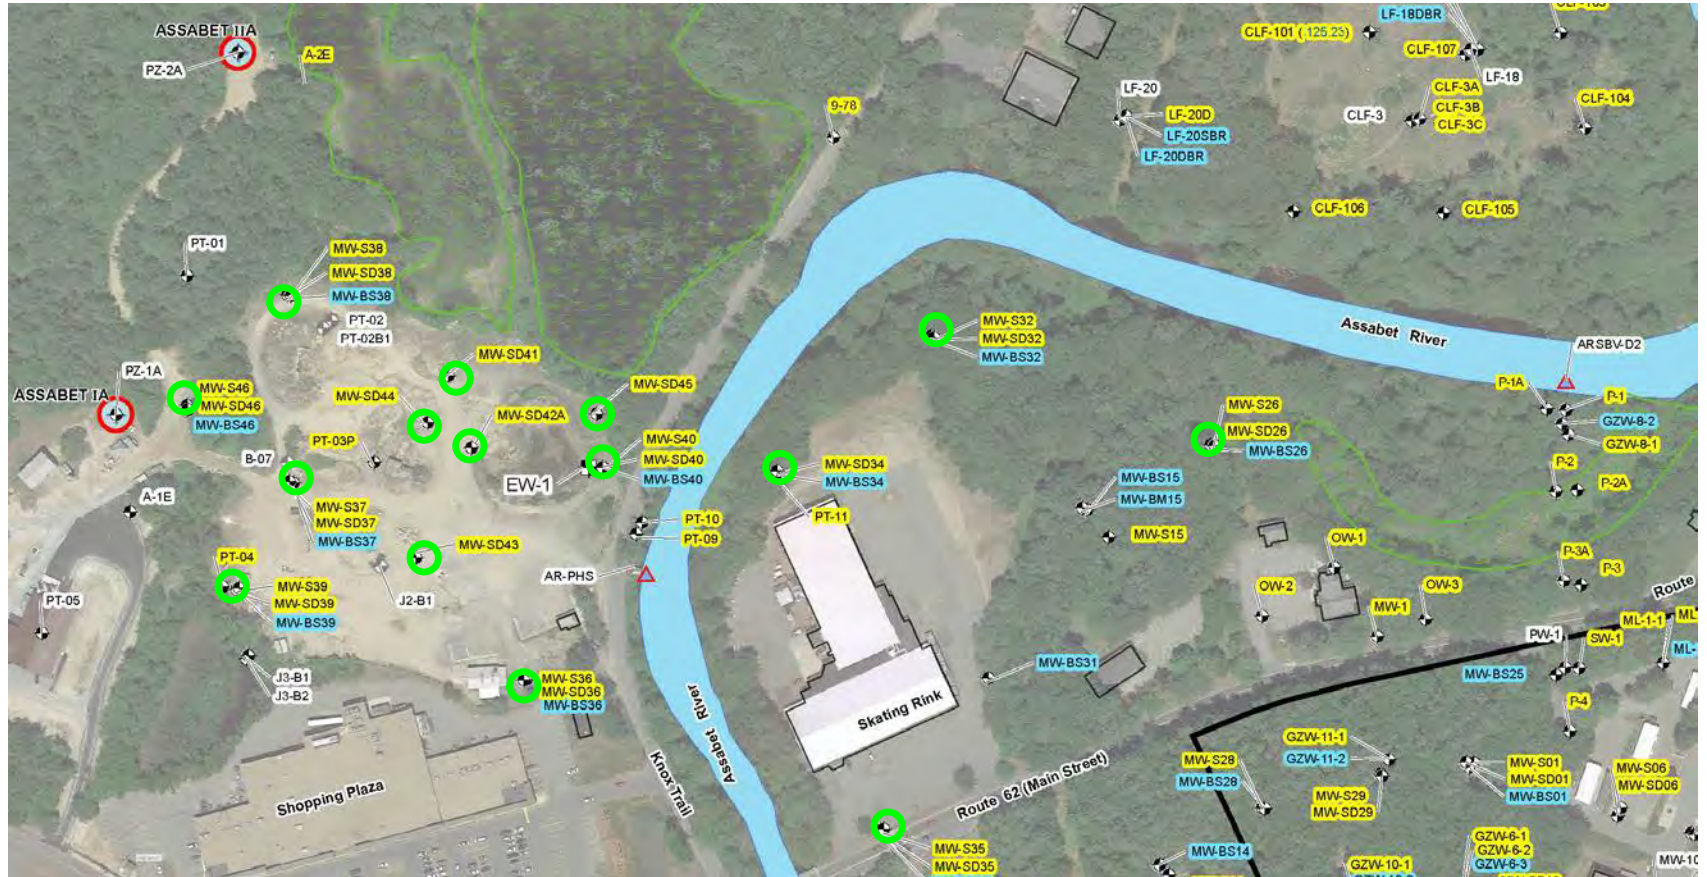 ASSABET IIA
PZ-2A
A-2E
9-78
LF-20
LF-20D
LF-20SBR
LF-20DBR
CLF-101 (.125.23)
LF-18DBR
CLF-107
LF-18
CLF-3A
CLF-3B
CLF-3C
CLF-3
CLF-104
CLF-106
CLF-105
PT-01
MW-S38
MW-SD38
MW-BS38
PT-02
PT-02B1
MW-SD41
MW-SD44
MW-SD42A
MW-SD45
PZ-1A
ASSABET IA
MW-S46
MW-SD46
MW-BS46
PT-03P
B-07
MW-S40
MW-SD40
MW-BS40
EW-1
MW-S37
MW-SD37
MW-BS37
A-1E
PT-04
MW-S39
MW-SD39
MW-BS39
PT-05
MW-SD43
J2-B1
J3-B1
J3-B2
MW-S36
MW-SD36
MW-BS36
PT-10
PT-09
AR-PHS
MW-SD34
MW-BS34
PT-11
MW-S32
MW-SD32
MW-BS32
Assabet River
ARSBV-D2
P-1A
P-1
GZW-8-2
GZW-8-1
P-2
P-2A
MW-S26
MW-SD26
MW-BS26
MW-BS15
MW-BM15
MW-S15
OW-1
OW-2
OW-3
MW-1
P-3A
P-3
Route
ML-1-1
ML
ML-
PW-1
SW-1
MW-BS25
P-4
MW-BS31
Skating Rink
Assabet River
Knox Trail
Shopping Plaza
Route 62 (Main Street)
MW-S35
MW-SD35
MW-S28
MW-BS28
GZW-11-1
GZW-11-2
MW-S29
MW-SD29
MW-S01
MW-SD01
MW-BS01
MW-S06
MW-SD06
MW-BS14
GZW-10-1
GZW-6-1
GZW-6-2
GZW-6-3
MW-10